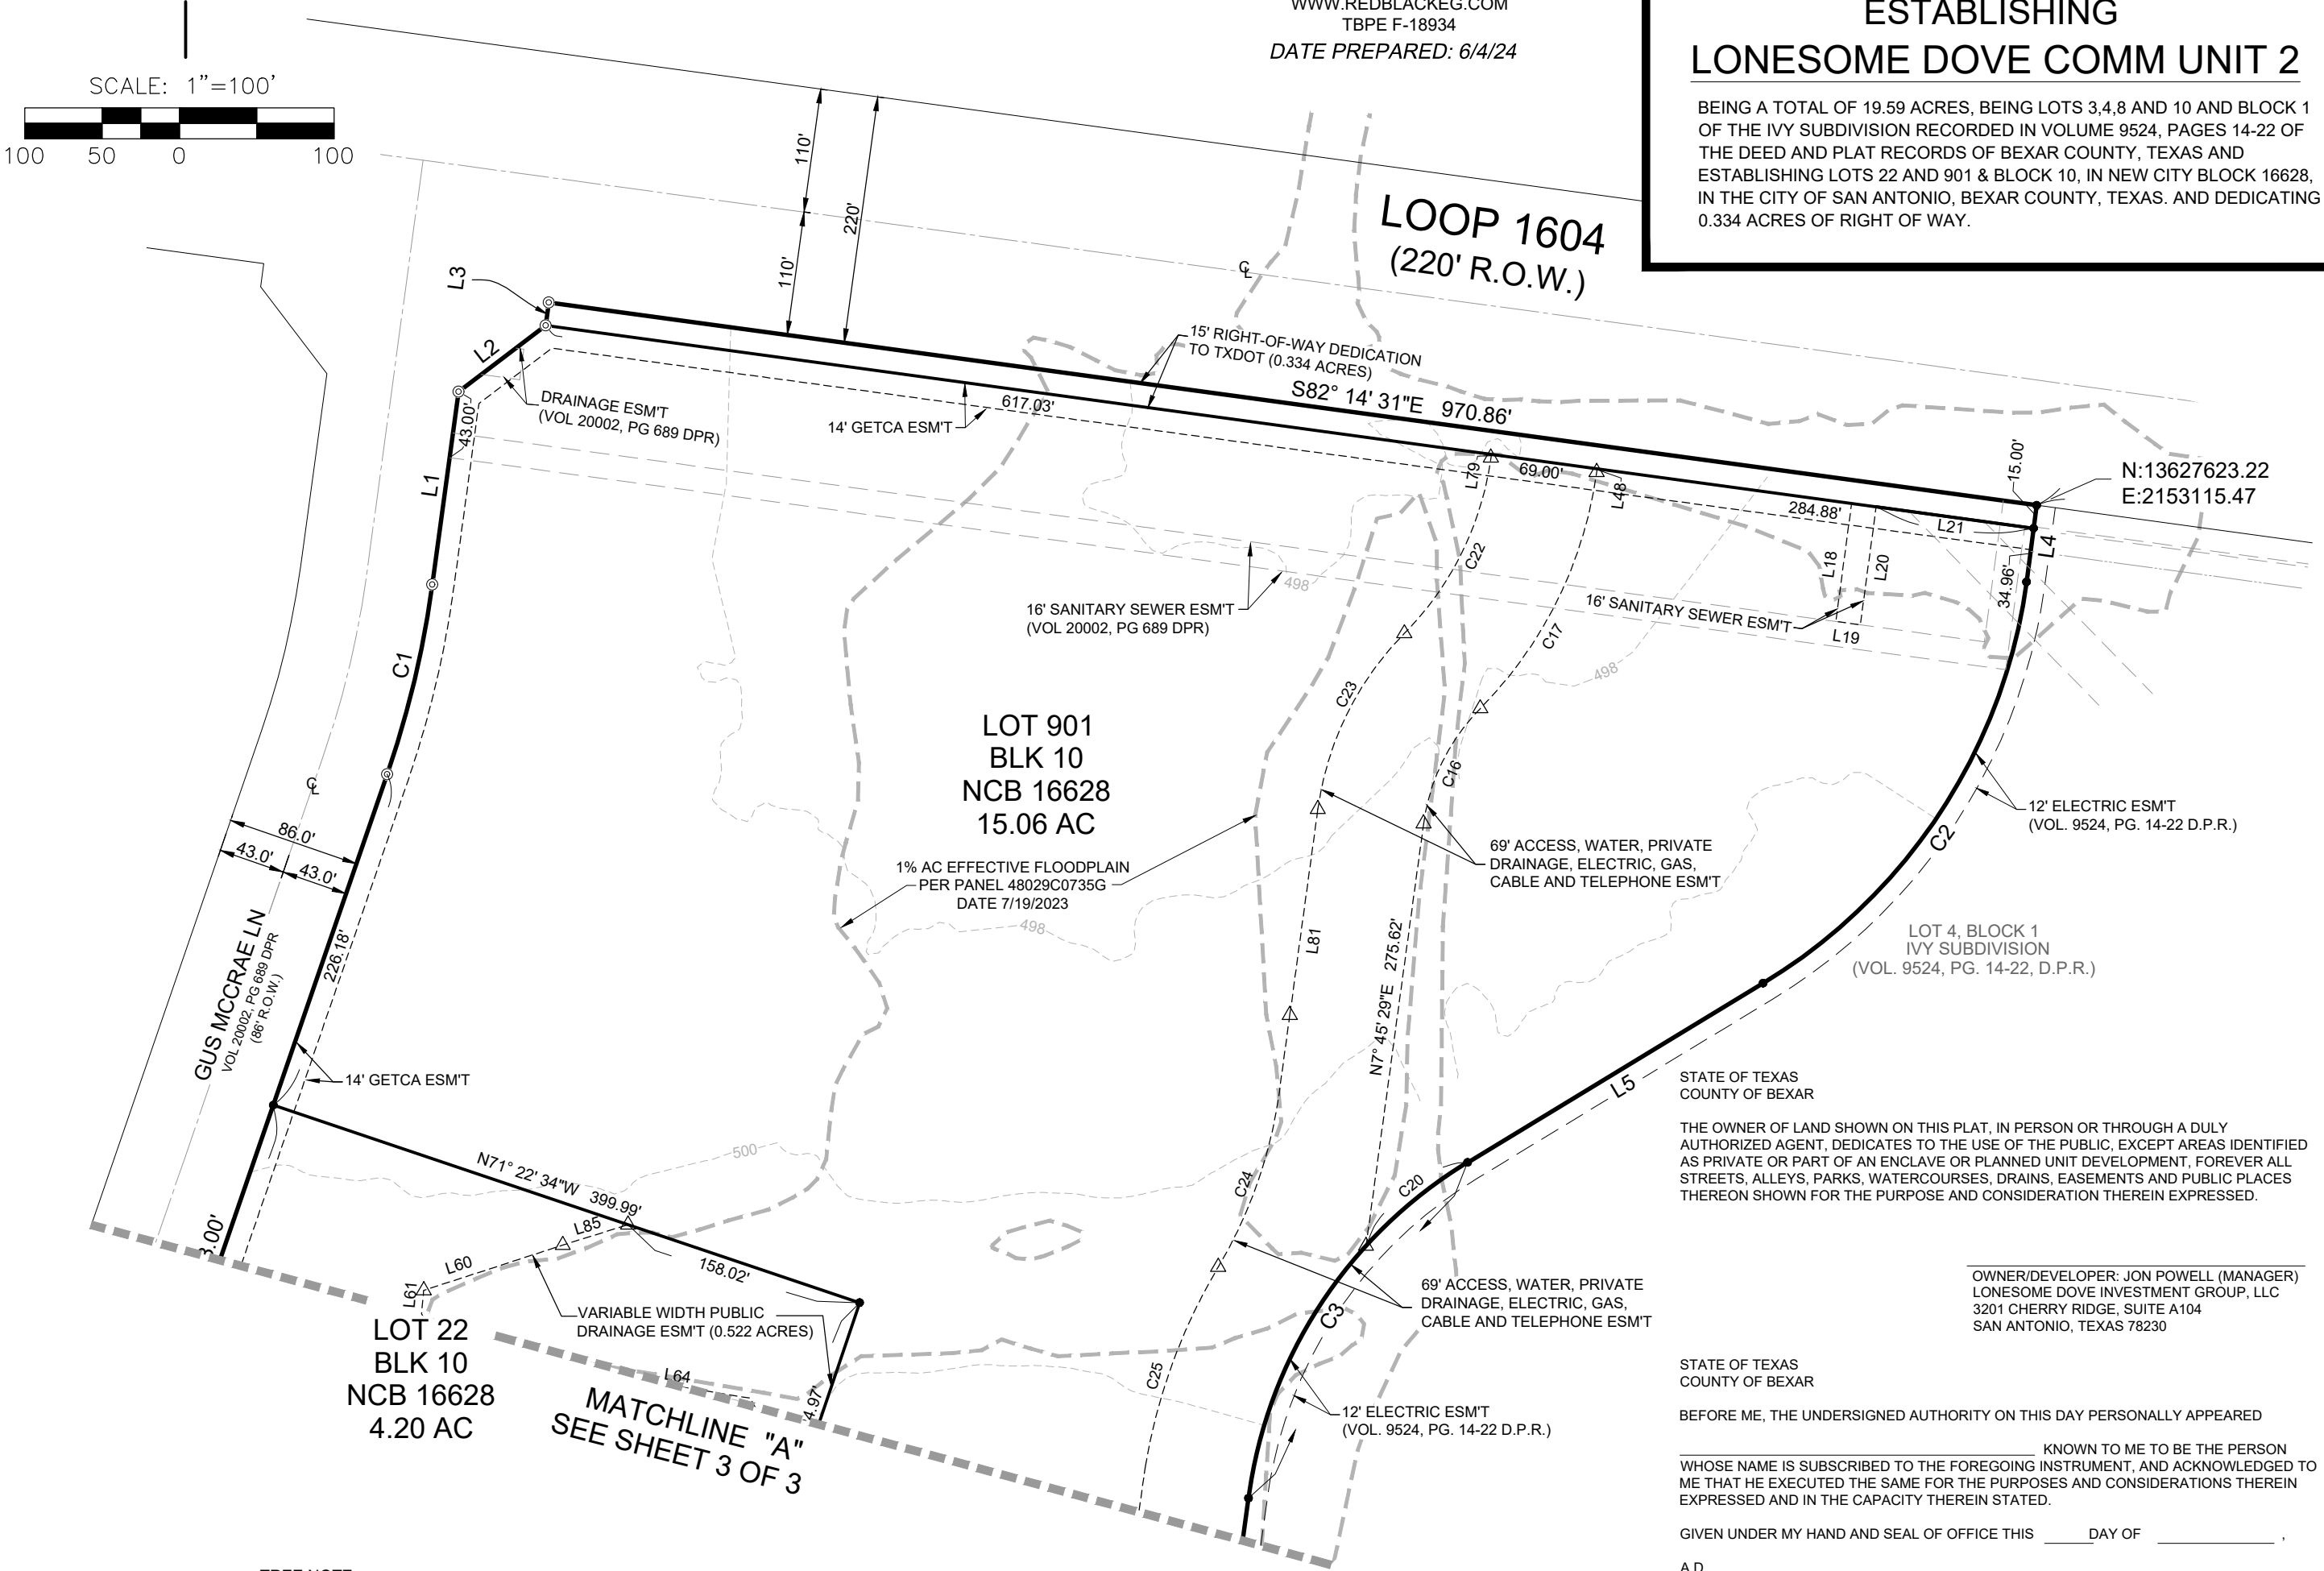 WWW.REDBLACKEG.COM
TBPE F-18934
DATE PREPARED: 6/4/24
ESTABLISHING
LONESOME DOVE COMM UNIT 2
BEING A TOTAL OF 19.59 ACRES, BEING LOTS 3,4,8 AND 10 AND BLOCK 1
OF THE IVY SUBDIVISION RECORDED IN VOLUME 9524, PAGES 14-22 OF
THE DEED AND PLAT RECORDS OF BEXAR COUNTY, TEXAS AND
ESTABLISHING LOTS 22 AND 901 & BLOCK 10, IN NEW CITY BLOCK 16628,
IN THE CITY OF SAN ANTONIO, BEXAR COUNTY, TEXAS. AND DEDICATING
0.334 ACRES OF RIGHT OF WAY.
SCALE: 1"=100'
100 50 0 100
110'
220'
110'
LOOP 1604
(220' R.O.W.)
℄
L3
L2
15' RIGHT-OF-WAY DEDICATION
TO TXDOT (0.334 ACRES)
S82° 14' 31"E 970.86'
617.03'
14' GETCA ESM'T
DRAINAGE ESM'T
(VOL 20002, PG 689 DPR)
43.00'
L1
L79
69.00'
L48
284.88'
L21
15.00'
N:13627623.22
E:2153115.47
L4
34.96'
L18
L20
L19
C22
498
16' SANITARY SEWER ESM'T
(VOL 20002, PG 689 DPR)
16' SANITARY SEWER ESM'T
C17
498
C1
C23
LOT 901
BLK 10
NCB 16628
15.06 AC
C16
℄
86.0'
43.0'
43.0'
12' ELECTRIC ESM'T
(VOL. 9524, PG. 14-22 D.P.R.)
C2
69' ACCESS, WATER, PRIVATE
DRAINAGE, ELECTRIC, GAS,
CABLE AND TELEPHONE ESM'T
1% AC EFFECTIVE FLOODPLAIN
PER PANEL 48029C0735G
DATE 7/19/2023
498
L81
N7° 45' 29"E 275.62'
LOT 4, BLOCK 1
IVY SUBDIVISION
(VOL. 9524, PG. 14-22, D.P.R.)
226.18'
GUS MCCRAE LN
VOL 20002, PG 689 DPR
(86' R.O.W.)
14' GETCA ESM'T
L5
500
N71° 22' 34"W 399.99'
C24
C20
L85
L60
L61
158.02'
3.00'
VARIABLE WIDTH PUBLIC
DRAINAGE ESM'T (0.522 ACRES)
LOT 22
BLK 10
NCB 16628
4.20 AC
L64
4.97'
MATCHLINE "A"
SEE SHEET 3 OF 3
C25
C3
69' ACCESS, WATER, PRIVATE
DRAINAGE, ELECTRIC, GAS,
CABLE AND TELEPHONE ESM'T
12' ELECTRIC ESM'T
(VOL. 9524, PG. 14-22 D.P.R.)
STATE OF TEXAS
COUNTY OF BEXAR
THE OWNER OF LAND SHOWN ON THIS PLAT, IN PERSON OR THROUGH A DULY
AUTHORIZED AGENT, DEDICATES TO THE USE OF THE PUBLIC, EXCEPT AREAS IDENTIFIED
AS PRIVATE OR PART OF AN ENCLAVE OR PLANNED UNIT DEVELOPMENT, FOREVER ALL
STREETS, ALLEYS, PARKS, WATERCOURSES, DRAINS, EASEMENTS AND PUBLIC PLACES
THEREON SHOWN FOR THE PURPOSE AND CONSIDERATION THEREIN EXPRESSED.
OWNER/DEVELOPER: JON POWELL (MANAGER)
LONESOME DOVE INVESTMENT GROUP, LLC
3201 CHERRY RIDGE, SUITE A104
SAN ANTONIO, TEXAS 78230
STATE OF TEXAS
COUNTY OF BEXAR
BEFORE ME, THE UNDERSIGNED AUTHORITY ON THIS DAY PERSONALLY APPEARED
KNOWN TO ME TO BE THE PERSON
WHOSE NAME IS SUBSCRIBED TO THE FOREGOING INSTRUMENT, AND ACKNOWLEDGED TO
ME THAT HE EXECUTED THE SAME FOR THE PURPOSES AND CONSIDERATIONS THEREIN
EXPRESSED AND IN THE CAPACITY THEREIN STATED.
GIVEN UNDER MY HAND AND SEAL OF OFFICE THIS DAY OF ,
A.D.
TREE NOTE